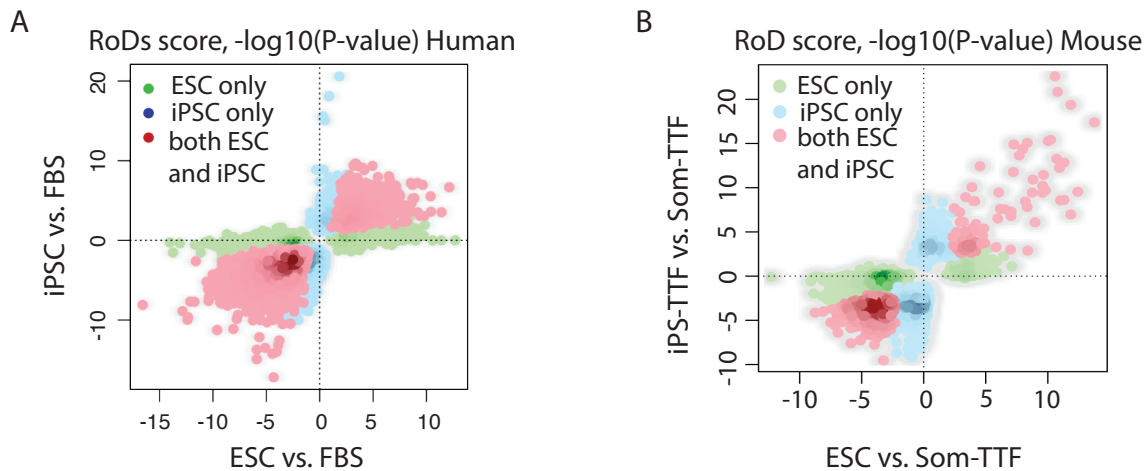 A
RoDs score, -log10(P-value) Human
ESC only
iPSC only
both ESC
and iPSC
iPSC vs. FBS
20
10
0
-10
-15
-10
-5
0
5
10
ESC vs. FBS
B
RoD score, -log10(P-value) Mouse
ESC only
iPSC only
both ESC
and iPSC
iPS-TTF vs. Som-TTF
20
15
10
5
0
-5
-10
-10
-5
0
5
10
ESC vs. Som-TTF